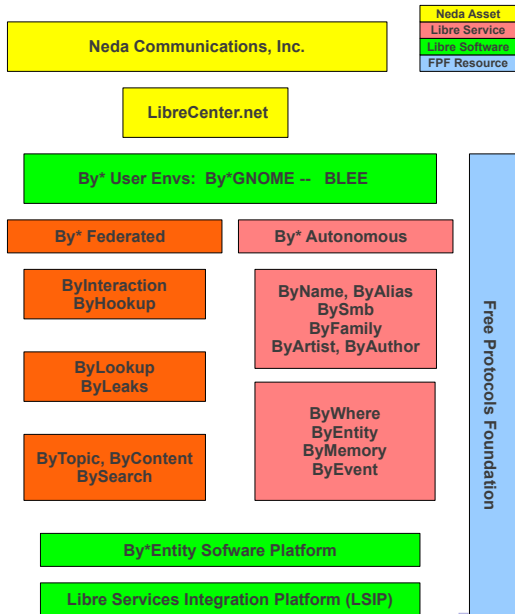 Neda Communications, Inc.
Neda Asset
Libre Service
Libre Software
FPF Resource
LibreCenter.net
By* User Envs: By*GNOME -- BLEE
By* Federated
By* Autonomous
ByInteraction
ByHookup
ByName, ByAlias
BySmb
ByFamily
ByArtist, ByAuthor
ByLookup
ByLeaks
ByWhere
ByEntity
ByMemory
ByEvent
ByTopic, ByContent
BySearch
Free Protocols Foundation
By*Entity Sofware Platform
Libre Services Integration Platform (LSIP)